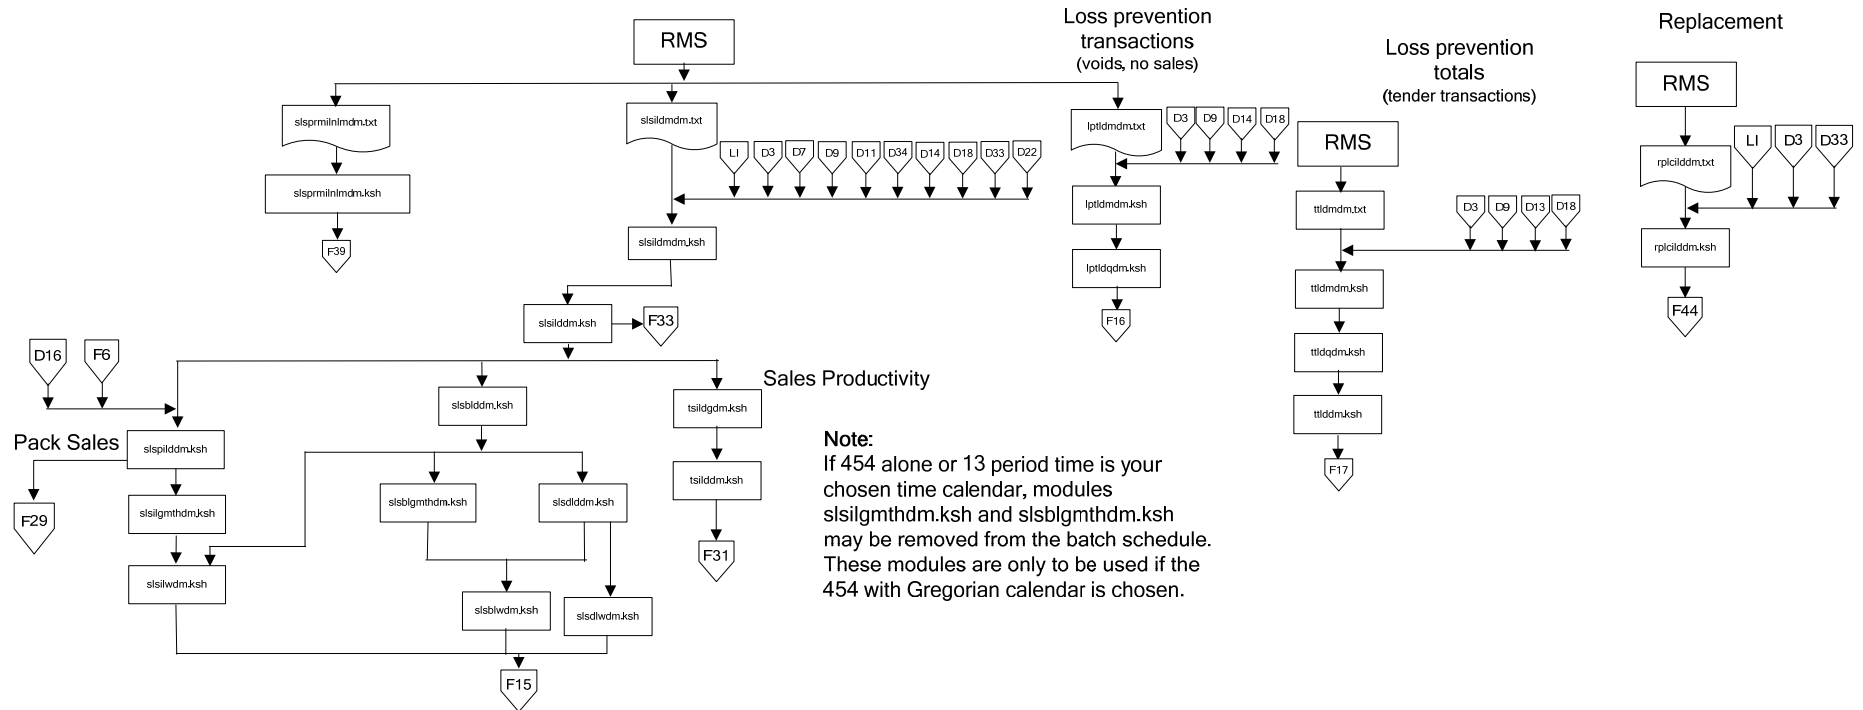 RMS
slsprmilnlmdm.txt
slsprmilnlmdm.ksh
F39
slsildmdm.txt
LI
D3
D7
D9
D11
D34
D14
D18
D33
D22
slsildmdm.ksh
slsilddm.ksh
F33
D16
F6
Pack Sales
slspilddm.ksh
F29
slsilgmthdm.ksh
slsilwdm.ksh
slsblddm.ksh
slsblgmthdm.ksh
slsdlddm.ksh
slsblwdm.ksh
slsdlwdm.ksh
F15
Sales Productivity
tsildgdm.ksh
tsilddm.ksh
F31
Loss prevention
transactions
(voids, no sales)
lptldmdm.txt
D3
D9
D14
D18
lptldmdm.ksh
lptldqdm.ksh
F16
Loss prevention
totals
(tender transactions)
RMS
ttldmdm.txt
D3
D9
D13
D18
ttldmdm.ksh
ttldqdm.ksh
ttlddm.ksh
F17
Replacement
RMS
rplcilddm.txt
LI
D3
D33
rplcilddm.ksh
F44
Note:
If 454 alone or 13 period time is your
chosen time calendar, modules
slsilgmthdm.ksh and slsblgmthdm.ksh
may be removed from the batch schedule.
These modules are only to be used if the
454 with Gregorian calendar is chosen.